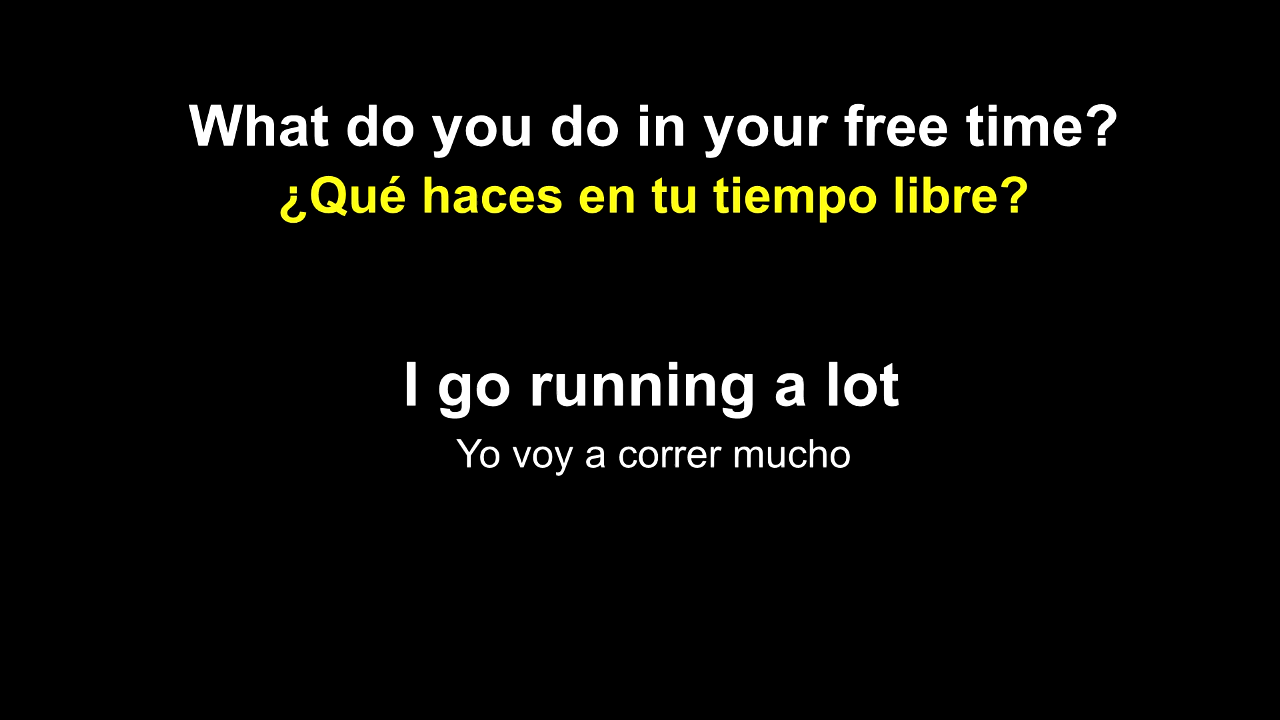 What do you do in your free time?
¿Qué haces en tu tiempo libre?
I go running a lot
Yo voy a correr mucho